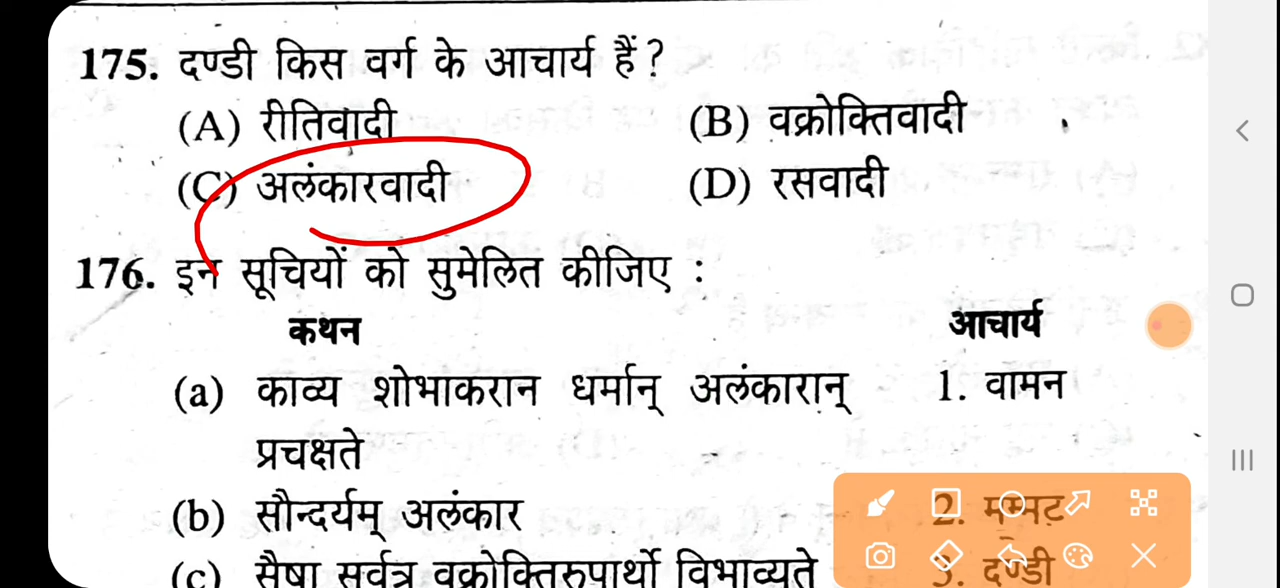 175. दण्डी किस वर्ग के आचार्य हैं ?
(A) रीतिवादी (B) वक्रोक्तिवादी
(C) अलंकारवादी (D) रसवादी
176. इन सूचियों को सुमेलित कीजिए :
कथन आचार्य
(a) काव्य शोभाकरान धर्मान् अलंकारान् 1. वामन
प्रचक्षते
(b) सौन्दर्यम् अलंकार 2. मम्मट
(c) सैषा सर्वत्र वक्रोक्तिरुपार्थो विभाव्यते 3. दण्डी